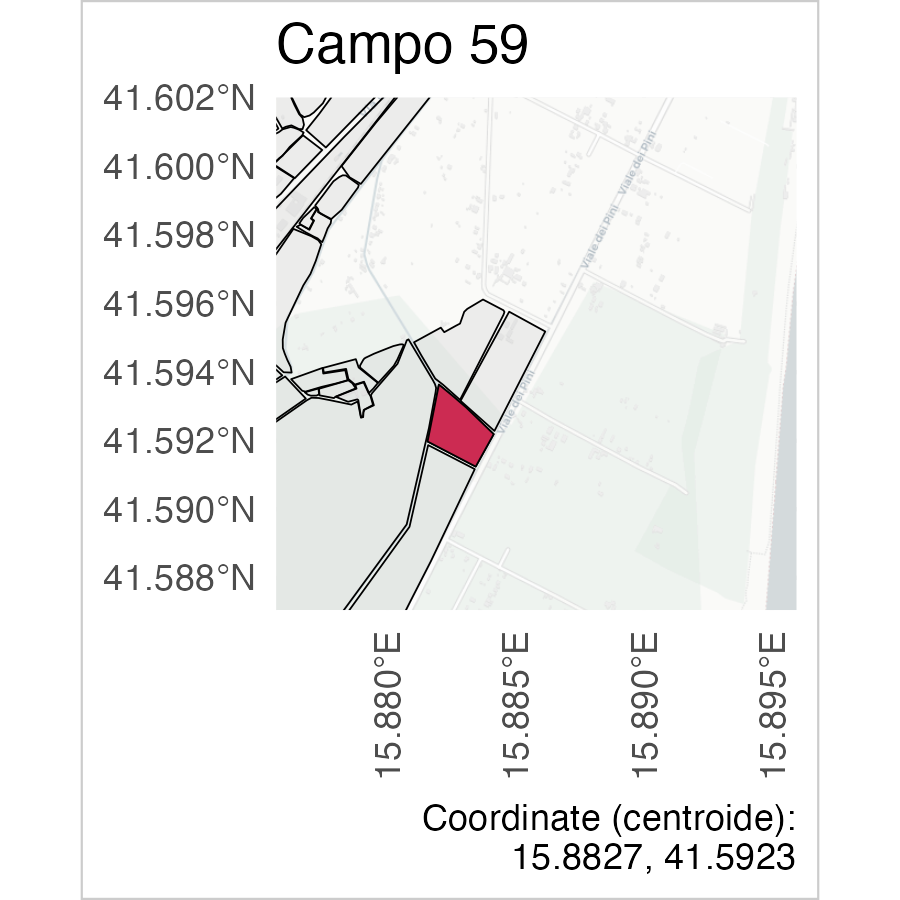 Campo 59
41.602°N
41.600°N
41.598°N
41.596°N
41.594°N
41.592°N
41.590°N
41.588°N
Viale dei Pini
Viale dei Pini
Viale dei Pini
15.880°E
15.885°E
15.890°E
15.895°E
Coordinate (centroide):
15.8827, 41.5923